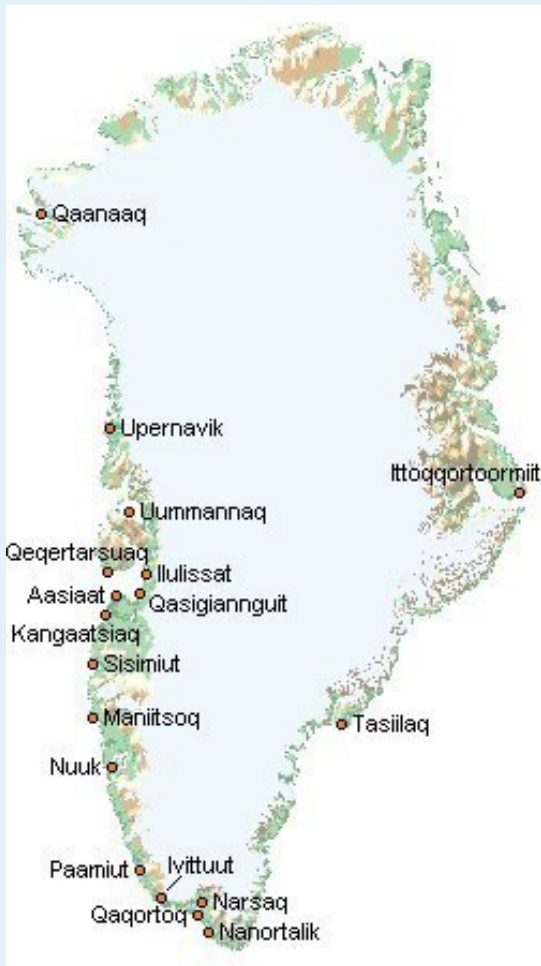 Qaanaaq
Upernavik
Ittoqqortoormiit
Uummannaq
Qeqertarsuaq
Ilulissat
Aasiaat
Qasigiannguit
Kangaatsiaq
Sisimiut
Maniitsoq
Tasiilaq
Nuuk
Paamiut
Ivittuut
Narsaq
Qaqortoq
Nanortalik